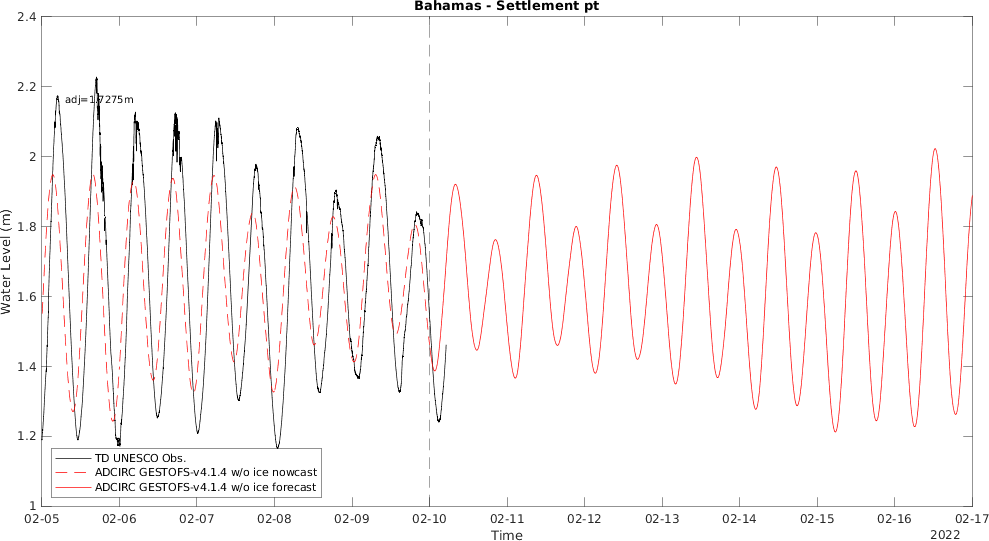 Bahamas - Settlement pt
2.4
2.2
2
1.8
1.6
1.4
1.2
1
Water Level (m)
adj=1.7275m
TD UNESCO Obs.
ADCIRC GESTOFS-v4.1.4 w/o ice nowcast
ADCIRC GESTOFS-v4.1.4 w/o ice forecast
02-05 02-06 02-07 02-08 02-09 02-10 02-11 02-12 02-13 02-14 02-15 02-16 02-17
Time
2022